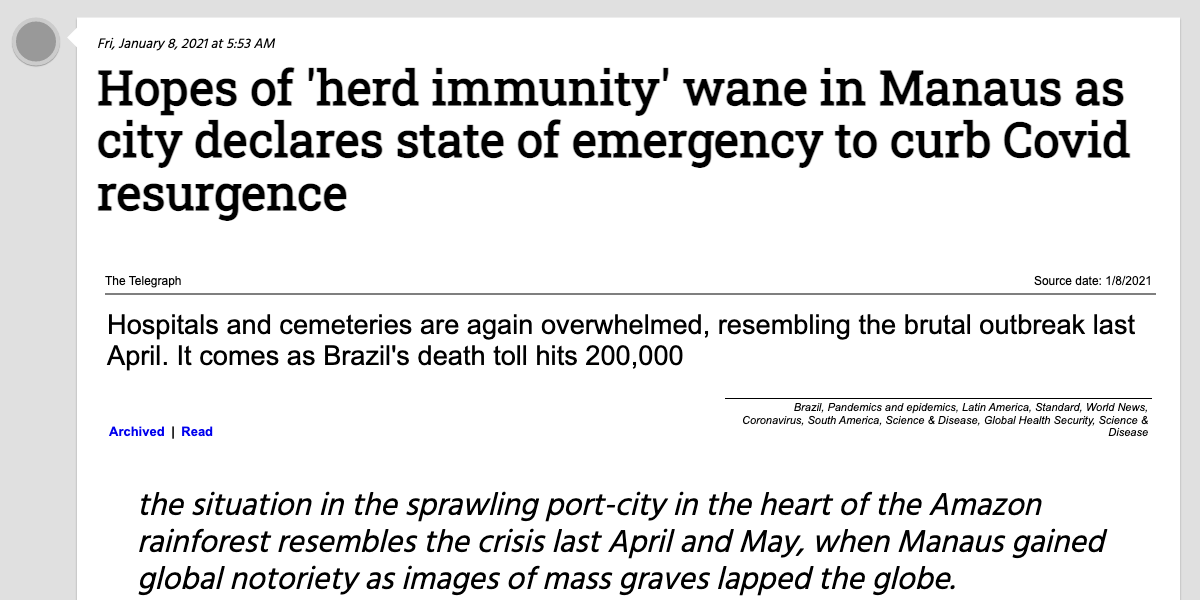 Fri, January 8, 2021 at 5:53 AM
Hopes of 'herd immunity' wane in Manaus as
city declares state of emergency to curb Covid
resurgence
The Telegraph
Source date: 1/8/2021
Hospitals and cemeteries are again overwhelmed, resembling the brutal outbreak last
April. It comes as Brazil's death toll hits 200,000
Brazil, Pandemics and epidemics, Latin America, Standard, World News,
Coronavirus, South America, Science & Disease, Global Health Security, Science &
Disease
Archived | Read
the situation in the sprawling port-city in the heart of the Amazon
rainforest resembles the crisis last April and May, when Manaus gained
global notoriety as images of mass graves lapped the globe.